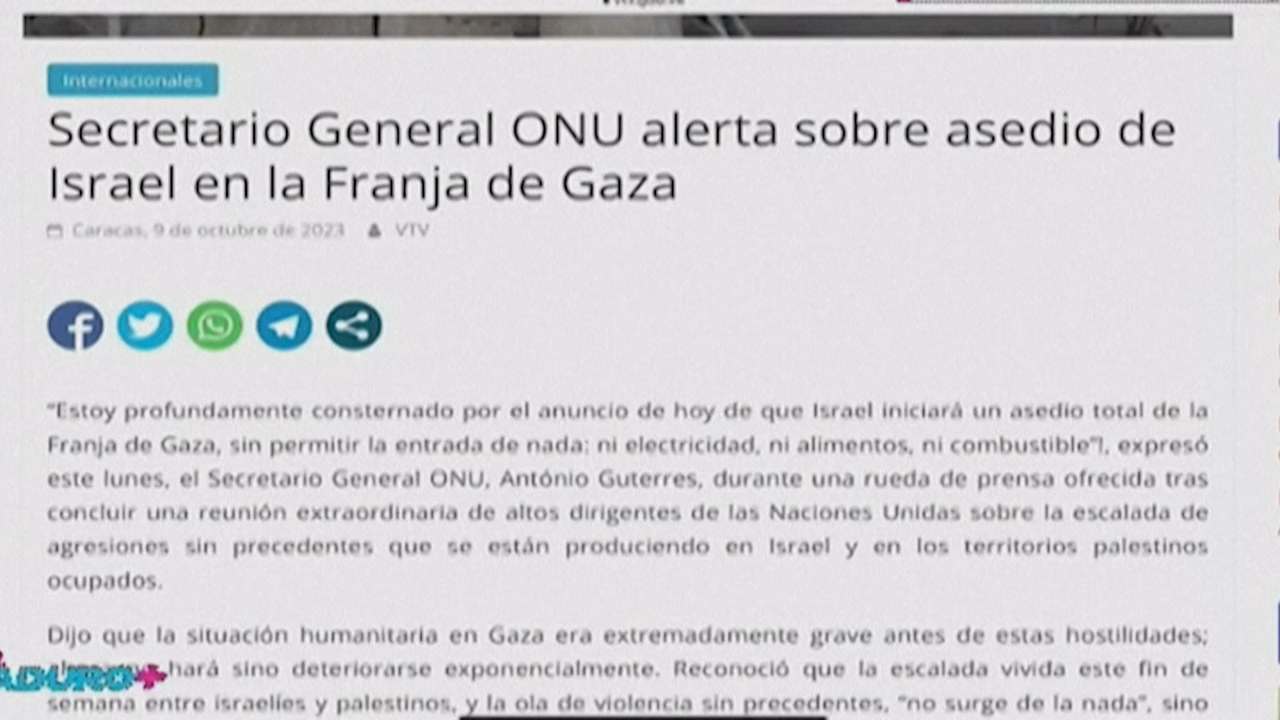 Internacionales
Secretario General ONU alerta sobre asedio de
Israel en la Franja de Gaza
Caracas, 9 de octubre de 2023 VTV
“Estoy profundamente consternado por el anuncio de hoy de que Israel iniciará un asedio total de la
Franja de Gaza, sin permitir la entrada de nada: ni electricidad, ni alimentos, ni combustible”!, expresó
este lunes, el Secretario General ONU, António Guterres, durante una rueda de prensa ofrecida tras
concluir una reunión extraordinaria de altos dirigentes de las Naciones Unidas sobre la escalada de
agresiones sin precedentes que se están produciendo en Israel y en los territorios palestinos
ocupados.
Dijo que la situación humanitaria en Gaza era extremadamente grave antes de estas hostilidades;
hará sino deteriorarse exponencialmente. Reconoció que la escalada vivida este fin de
ADURO+
semana entre israelíes y palestinos, y la ola de violencia sin precedentes, “no surge de la nada”, sino